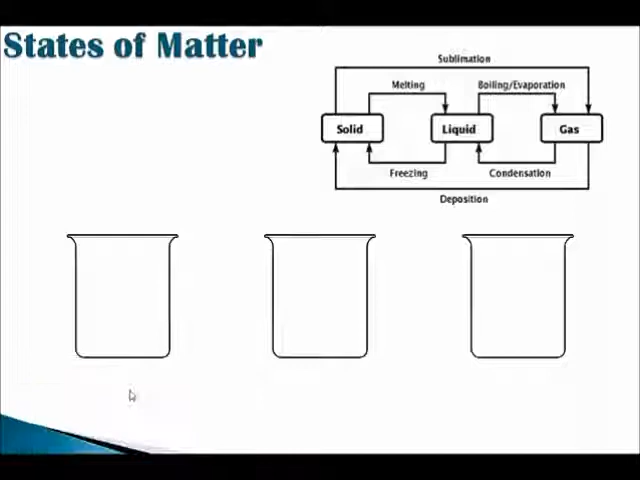 States of Matter
Sublimation
Melting
Boiling/Evaporation
Solid
Liquid
Gas
Freezing
Condensation
Deposition